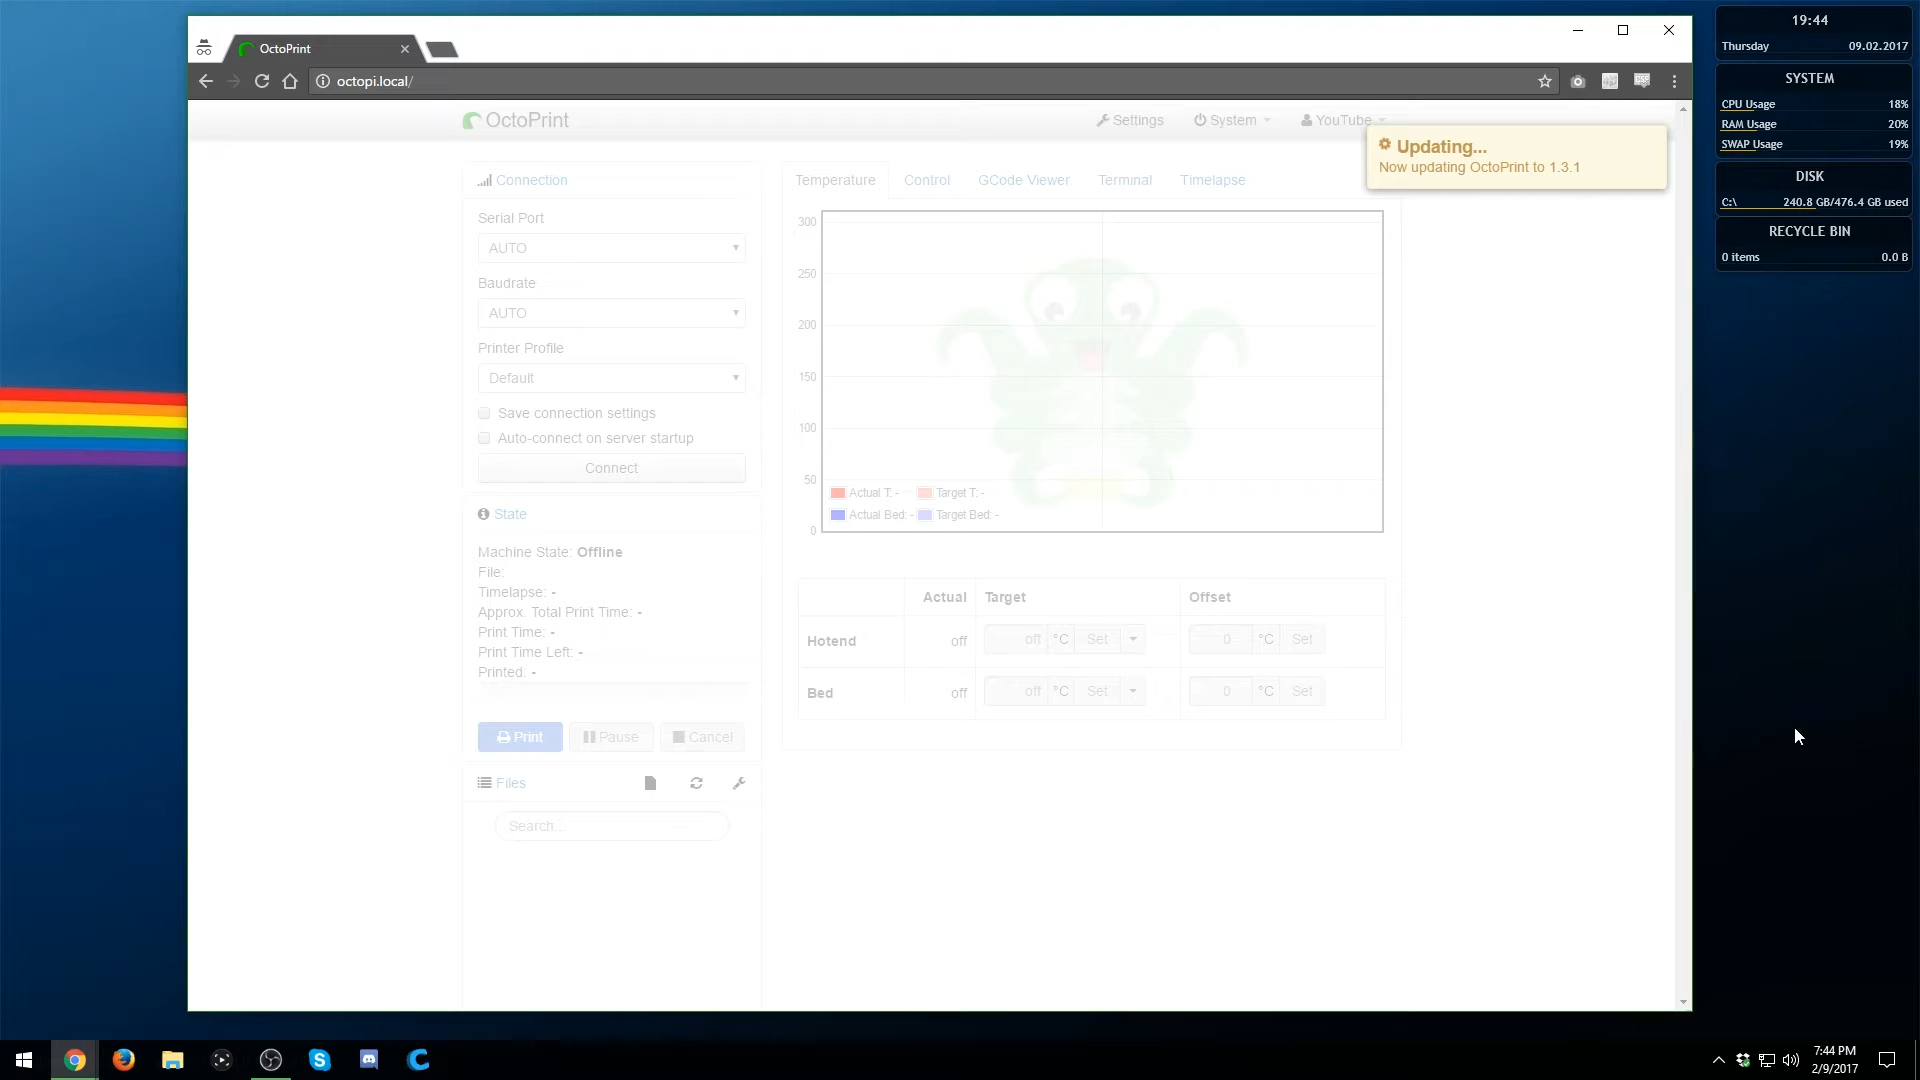 OctoPrint
octopi.local/
OctoPrint
Settings
System
YouTube
Updating...
Now updating OctoPrint to 1.3.1
Connection
Serial Port
AUTO
Baudrate
AUTO
Printer Profile
Default
Save connection settings
Auto-connect on server startup
Connect
State
Machine State: Offline
File:
Timelapse: -
Approx. Total Print Time: -
Print Time: -
Print Time Left: -
Printed: -
Print
Pause
Cancel
Files
Search...
Temperature
Control
GCode Viewer
Terminal
Timelapse
300
250
200
150
100
50
0
Actual T: -
Target T: -
Actual Bed: -
Target Bed: -
Actual
Target
Offset
Hotend
off
off
°C
Set
0
°C
Set
Bed
off
off
°C
Set
0
°C
Set
19:44
Thursday
09.02.2017
SYSTEM
CPU Usage
18%
RAM Usage
20%
SWAP Usage
19%
DISK
C:\
240.8 GB/476.4 GB used
RECYCLE BIN
0 items
0.0 B
7:44 PM
2/9/2017